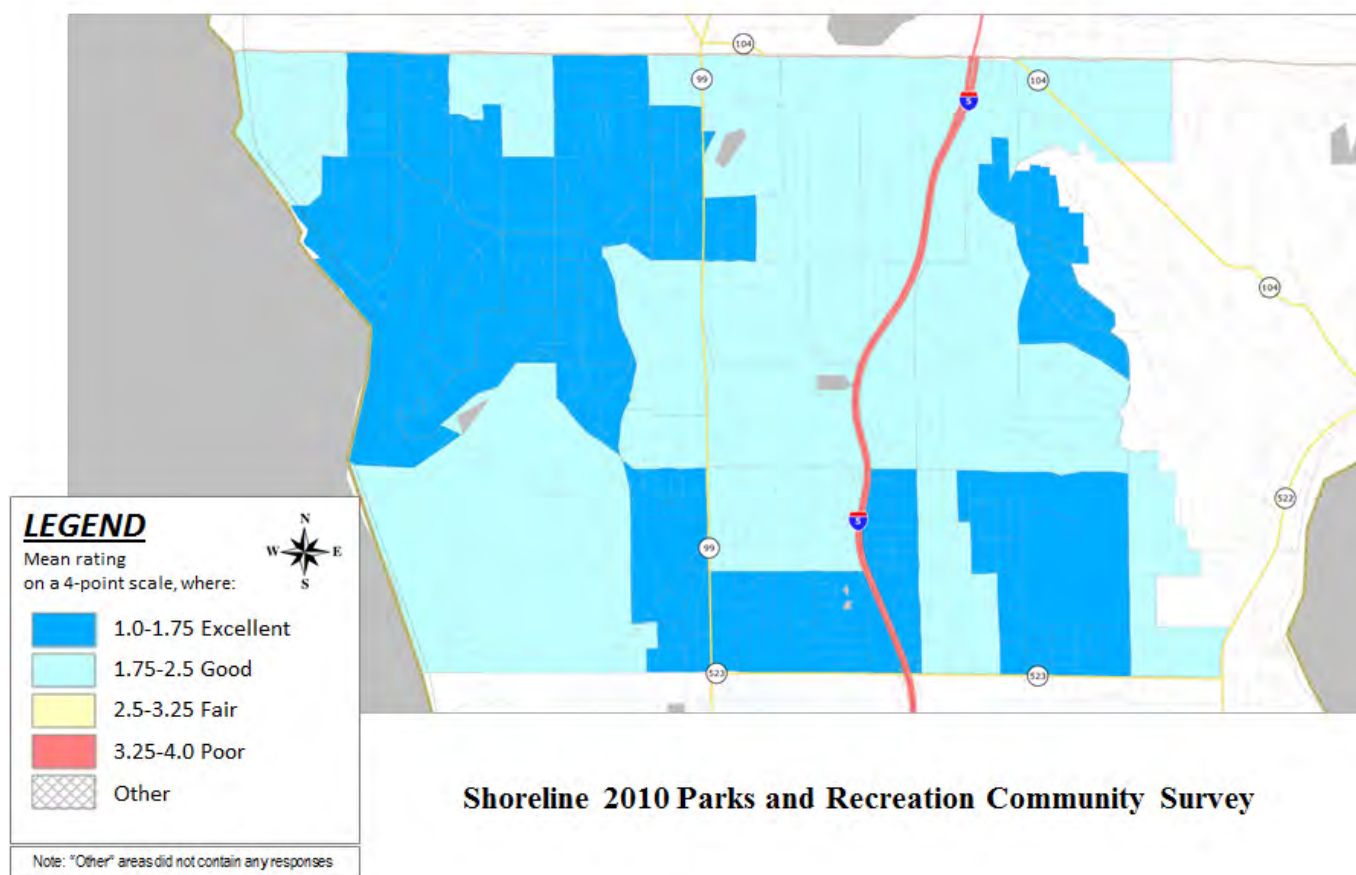 104
99
5
104
104
522
5
99
523
523
LEGEND
Mean rating
on a 4-point scale, where:
N
W E
S
1.0-1.75 Excellent
1.75-2.5 Good
2.5-3.25 Fair
3.25-4.0 Poor
Other
Note: "Other" areas did not contain any responses
Shoreline 2010 Parks and Recreation Community Survey